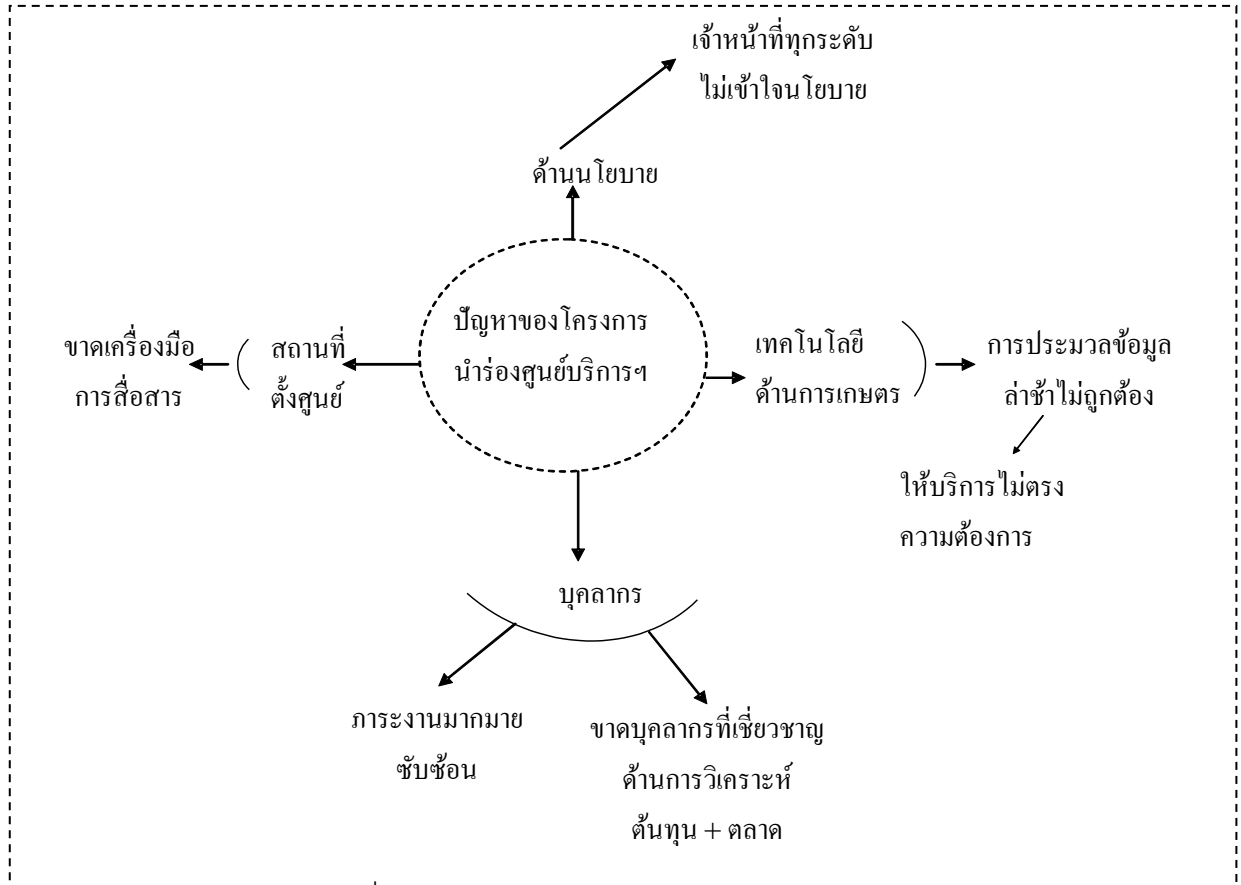 เจ้าหน้าที่ทุกระดับ
ไม่เข้าใจนโยบาย
ด้านนโยบาย
ปัญหาของโครงการ
นำร่องศูนย์บริการฯ
ขาดเครื่องมือ
การสื่อสาร
สถานที่
ตั้งศูนย์
เทคโนโลยี
ด้านการเกษตร
การประมวลข้อมูล
ล่าช้าไม่ถูกต้อง
ให้บริการไม่ตรง
ความต้องการ
บุคลากร
ภาระงานมากมาย
ซับซ้อน
ขาดบุคลากรที่เชี่ยวชาญ
ด้านการวิเคราะห์
ต้นทุน + ตลาด